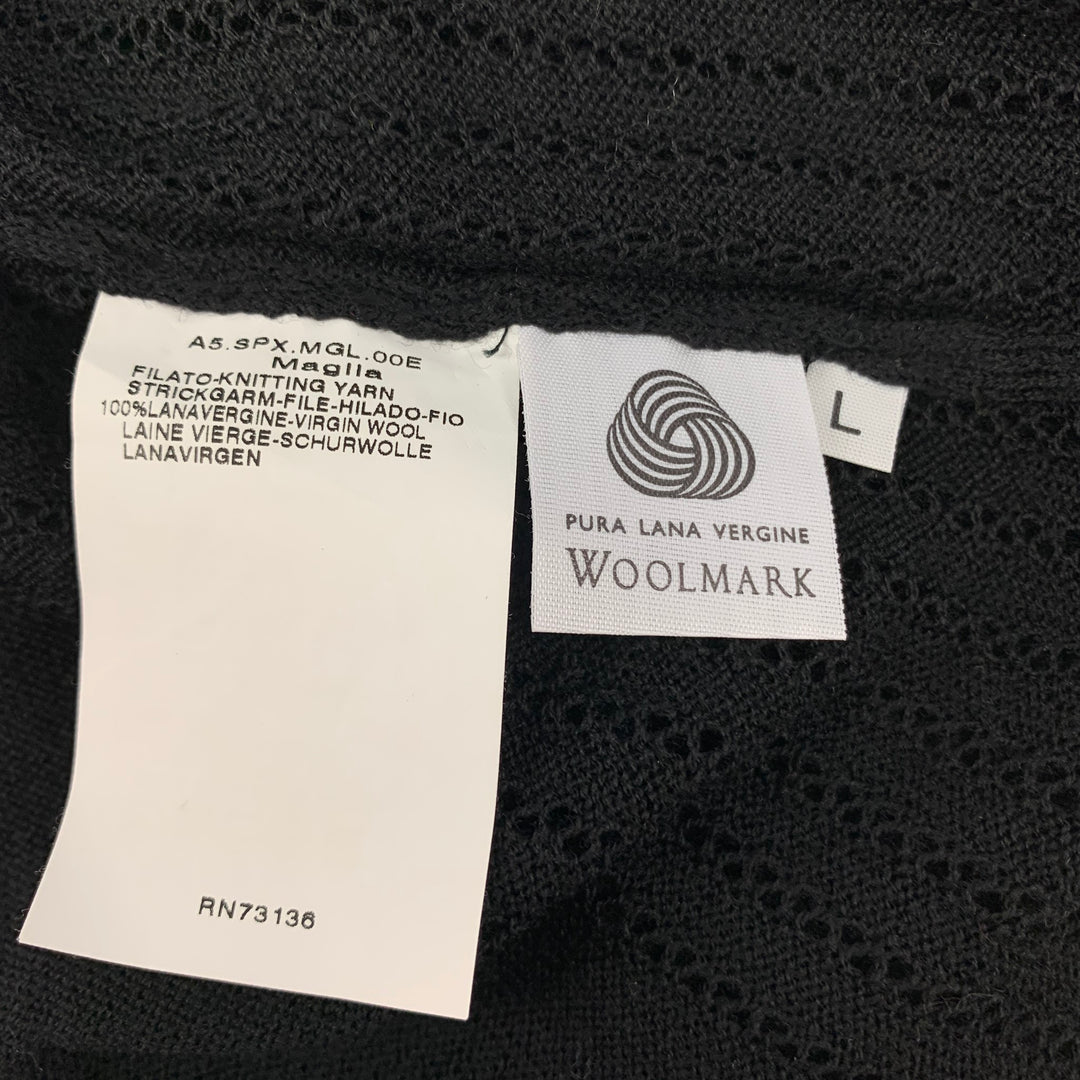 A5.SPX.MGL.00E
Maglia
FILATO-KNITTING YARN
STRICKGARM-FILE-HILADO-FIO
100%LANAVERGINE-VIRGIN WOOL
LAINE VIERGE-SCHURWOLLE
LANAVIRGEN
RN73136
PURA LANA VERGINE
WOOLMARK
L